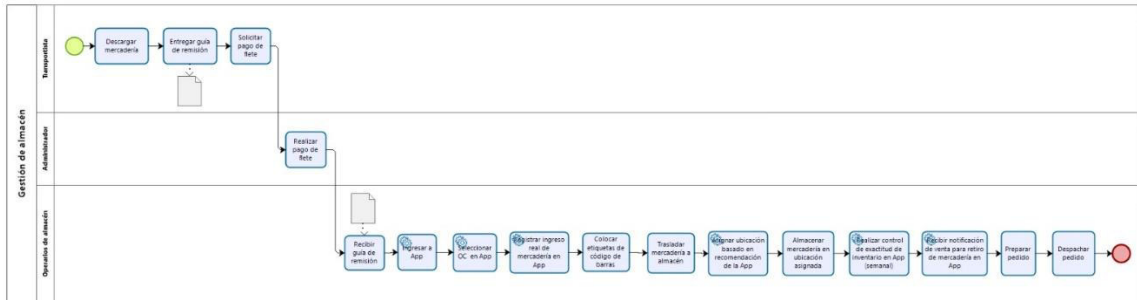 Gestión de almacén
Transportista
Administrador
Operarios de almacén
Descargar
mercadería
Entregar guía
de remisión
Solicitar
pago de
flete
Realizar
pago de
flete
Recibir
guía de
remisión
Ingresar a
App
Seleccionar
OC en App
Registrar ingreso
real de
mercadería en
App
Colocar
etiquetas de
código de
barras
Trasladar
mercadería a
almacén
Asignar ubicación
basado en
recomendación
de la App
Almacenar
mercadería en
ubicación
asignada
Realizar control
de exactitud de
inventario en App
(semanal)
Recibir notificación
de venta para retiro
de mercadería en
App
Preparar
pedido
Despachar
pedido